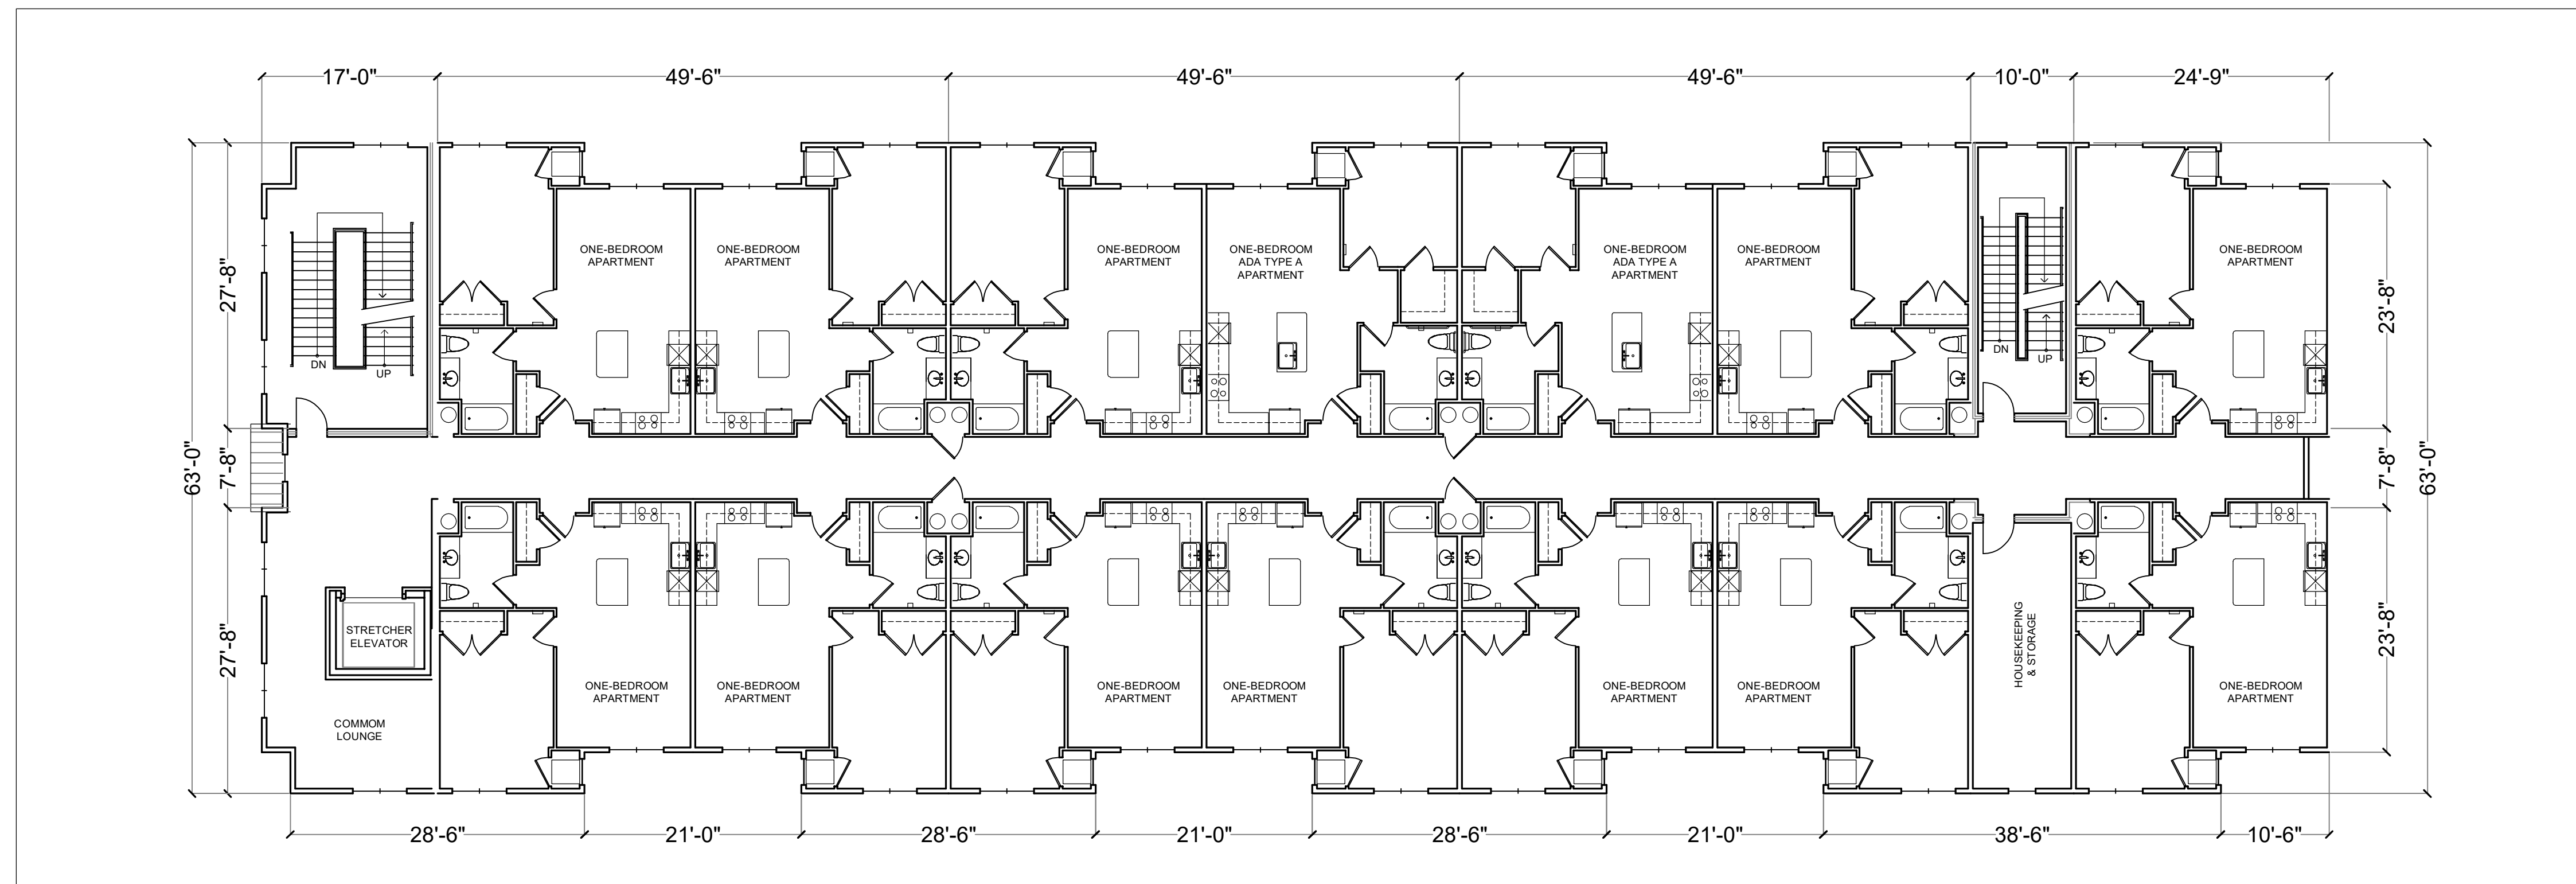 17'-0"
49'-6"
49'-6"
49'-6"
10'-0"
24'-9"
63'-0"
27'-8"
7'-8"
27'-8"
ONE-BEDROOM
APARTMENT
ONE-BEDROOM
APARTMENT
ONE-BEDROOM
APARTMENT
ONE-BEDROOM
ADA TYPE A
APARTMENT
ONE-BEDROOM
ADA TYPE A
APARTMENT
ONE-BEDROOM
APARTMENT
ONE-BEDROOM
APARTMENT
DN
UP
DN
UP
23'-8"
7'-8"
23'-8"
63'-0"
STRETCHER
ELEVATOR
COMMOM
LOUNGE
ONE-BEDROOM
APARTMENT
ONE-BEDROOM
APARTMENT
ONE-BEDROOM
APARTMENT
ONE-BEDROOM
APARTMENT
ONE-BEDROOM
APARTMENT
ONE-BEDROOM
APARTMENT
HOUSEKEEPING
& STORAGE
ONE-BEDROOM
APARTMENT
28'-6"
21'-0"
28'-6"
21'-0"
28'-6"
21'-0"
38'-6"
10'-6"